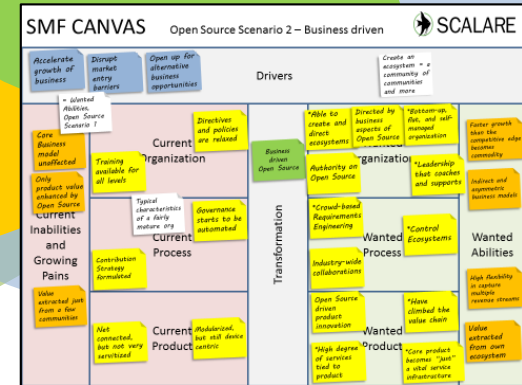 SMF CANVAS
Open Source Scenario 2 – Business driven
SCALARE
Accelerate
growth of
business
Disrupt
market
entry
barriers
Open up for
alternative
business
opportunities
Drivers
Create an
ecosystem = a
community of
communities
and more
= Wanted
Abilities,
Open Source
Scenario 1
Core
Business
model
unaffected
Only
product value
enhanced by
Open Source
Current
Inabilities
and
Growing
Pains
Value
extracted just
from a few
communities
Directives
and policies
are relaxed
Current
Organization
Training
available for
all levels
Typical
characteristics
of a fairly
mature org
Governance
starts to be
automated
Current
Process
Contribution
Strategy
formulated
Net
connected,
but not very
servitized
Current
Product
Modularized,
but still device
centric
Business
driven
Open Source
Transformation
*Able to
create and
direct
ecosystems
Directed by
business
aspects of
Open Source
*Bottom-up,
flat, and self-
managed
organization
Authority on
Open Source
Wanted
Organization
*Leadership
that coaches
and supports
*Crowd-based
Requirements
Engineering
Wanted
Process
*Control
Ecosystems
Industry-wide
collaborations
Open Source
driven
product
innovation
*Have
climbed the
value chain
Wanted
Product
*High degree
of services
tied to
product
*Core product
becomes "just"
a vital service
infrastructure
Faster growth
than the
competitive edge
becomes
commodity
Indirect and
asymmetric
business models
Wanted
Abilities
High flexibility
in capture
multiple
revenue streams
Value
extracted
from own
ecosystem